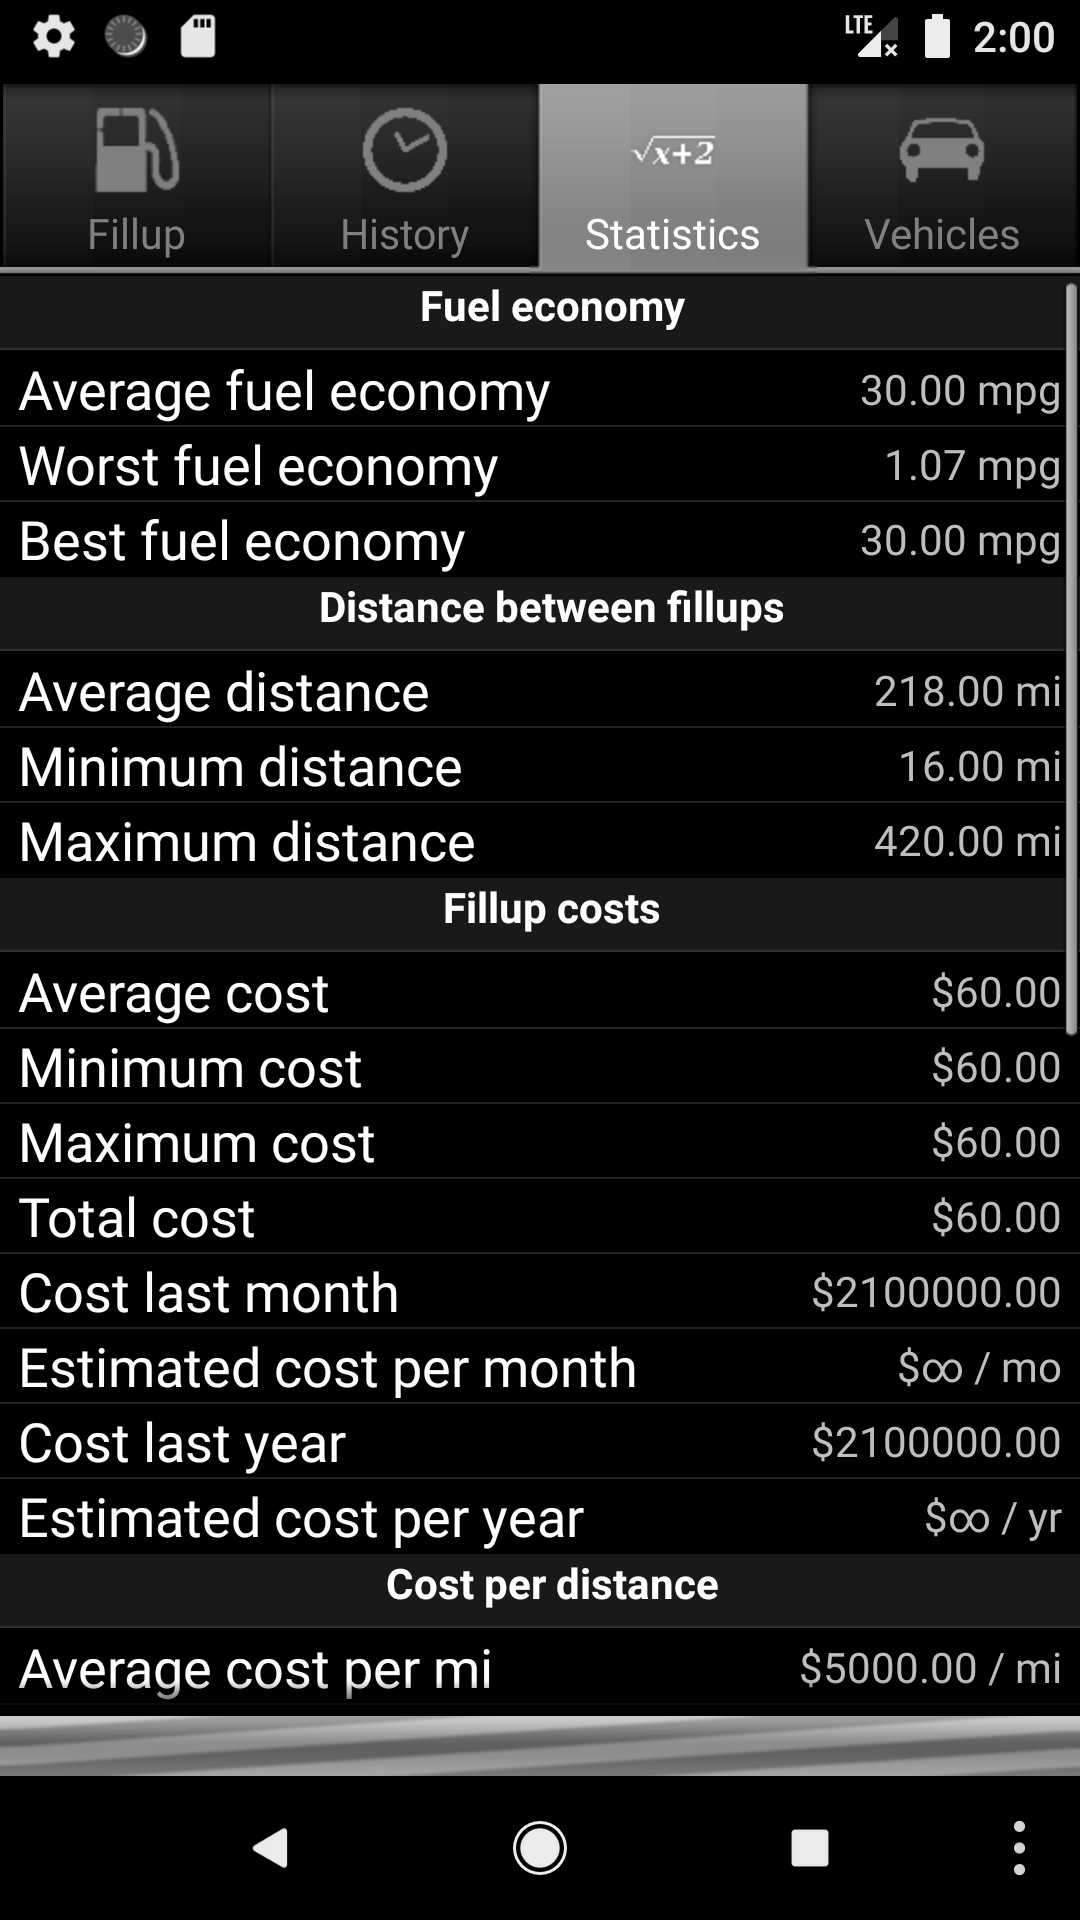 LTE 2:00
√x+2
Fillup History Statistics Vehicles
Fuel economy
Average fuel economy 30.00 mpg
Worst fuel economy 1.07 mpg
Best fuel economy 30.00 mpg
Distance between fillups
Average distance 218.00 mi
Minimum distance 16.00 mi
Maximum distance 420.00 mi
Fillup costs
Average cost $60.00
Minimum cost $60.00
Maximum cost $60.00
Total cost $60.00
Cost last month $2100000.00
Estimated cost per month $∞ / mo
Cost last year $2100000.00
Estimated cost per year $∞ / yr
Cost per distance
Average cost per mi $5000.00 / mi